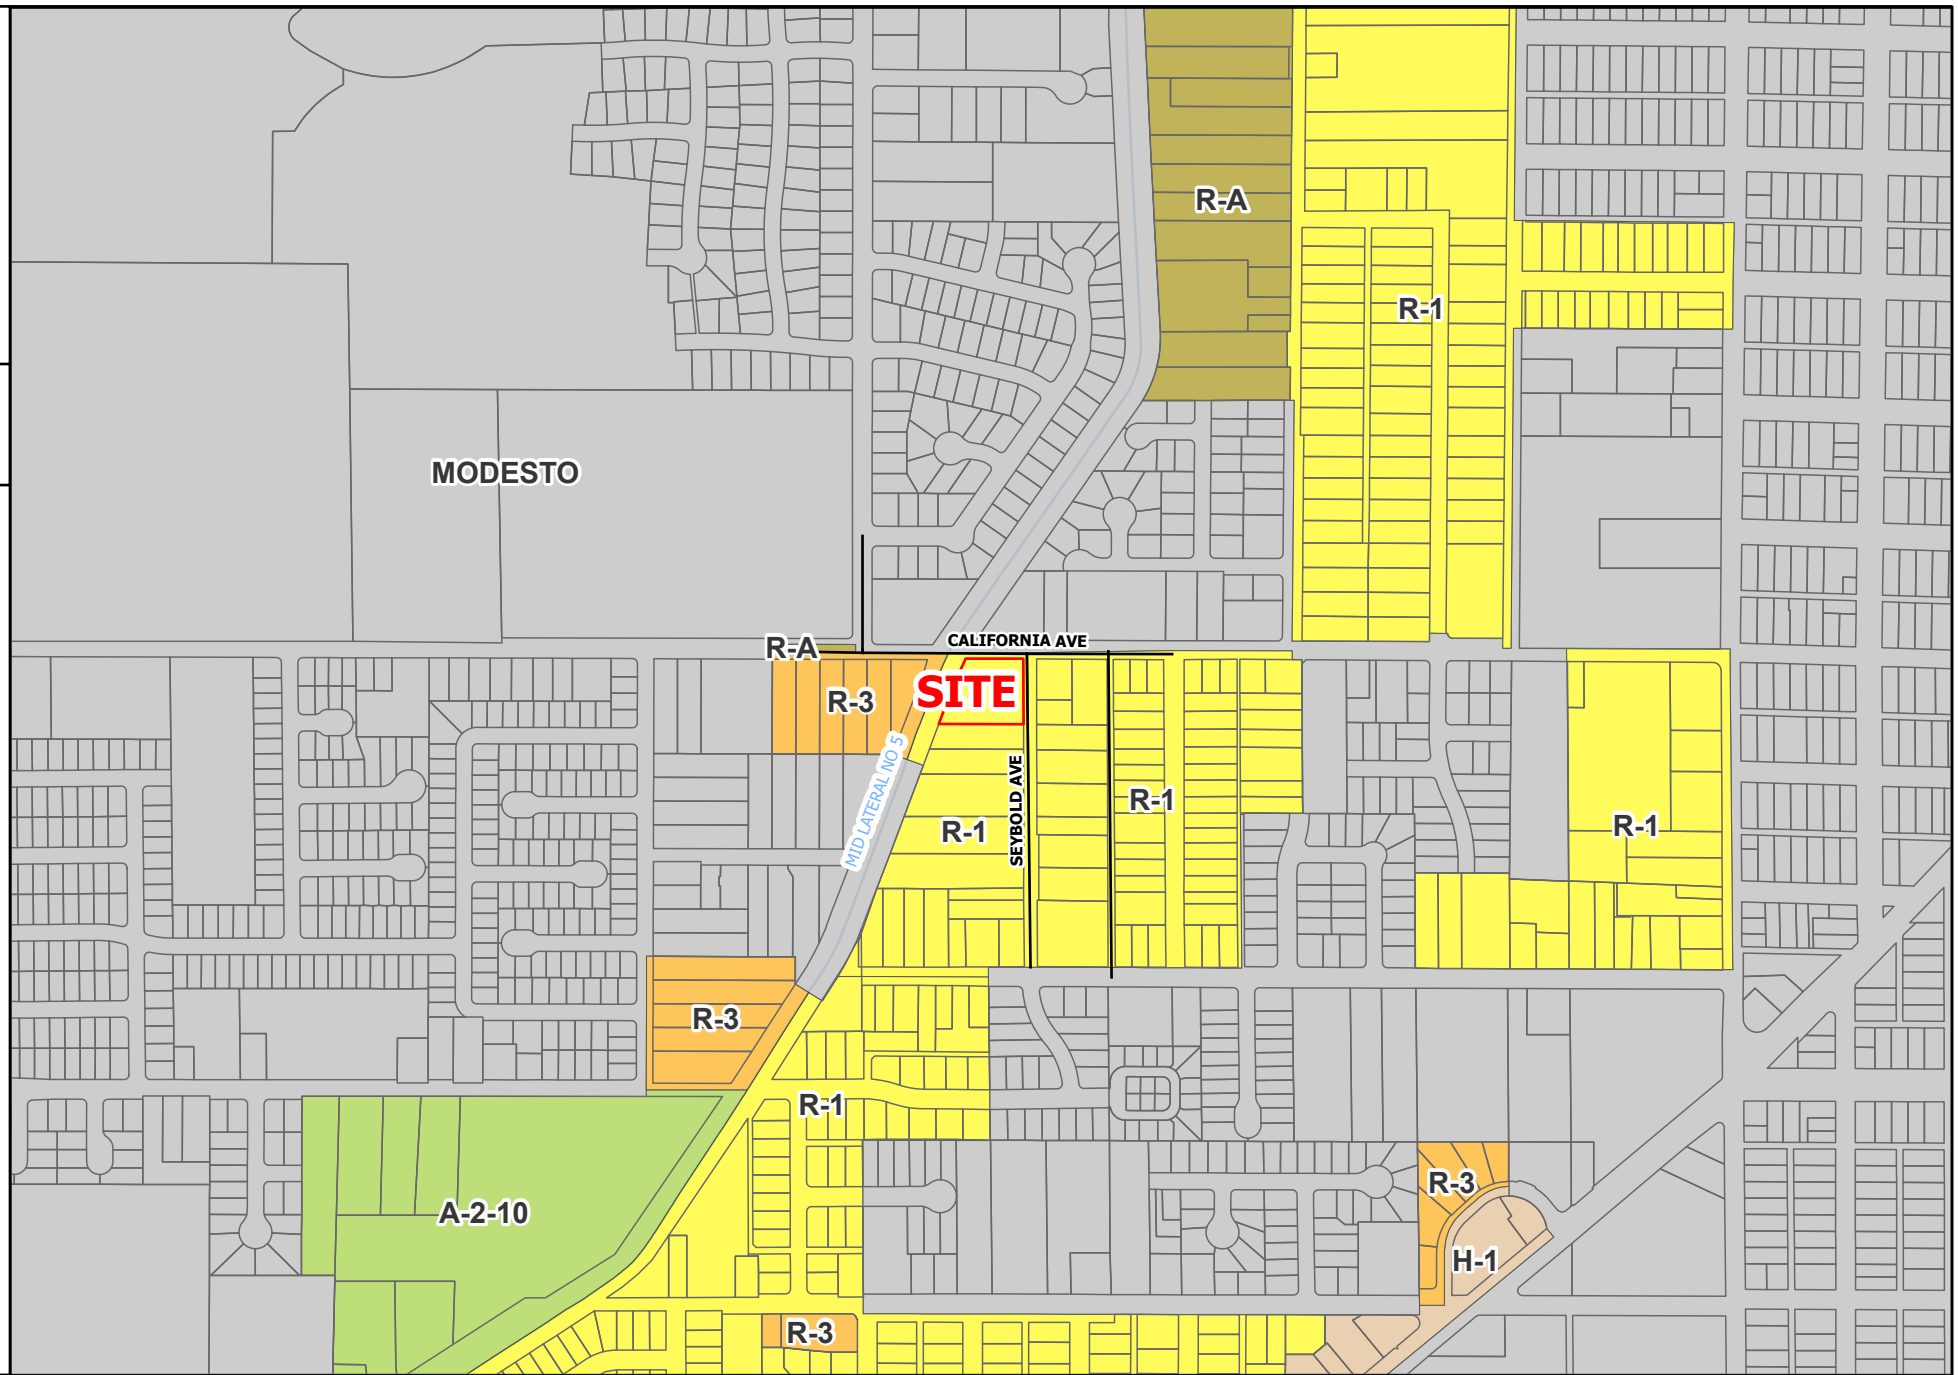 R-A
R-1
MODESTO
CALIFORNIA AVE
R-A
SITE
R-3
MID LATERAL NO 5
SEYBOLD AVE
R-1
R-1
R-1
R-3
R-1
A-2-10
R-3
H-1
R-3